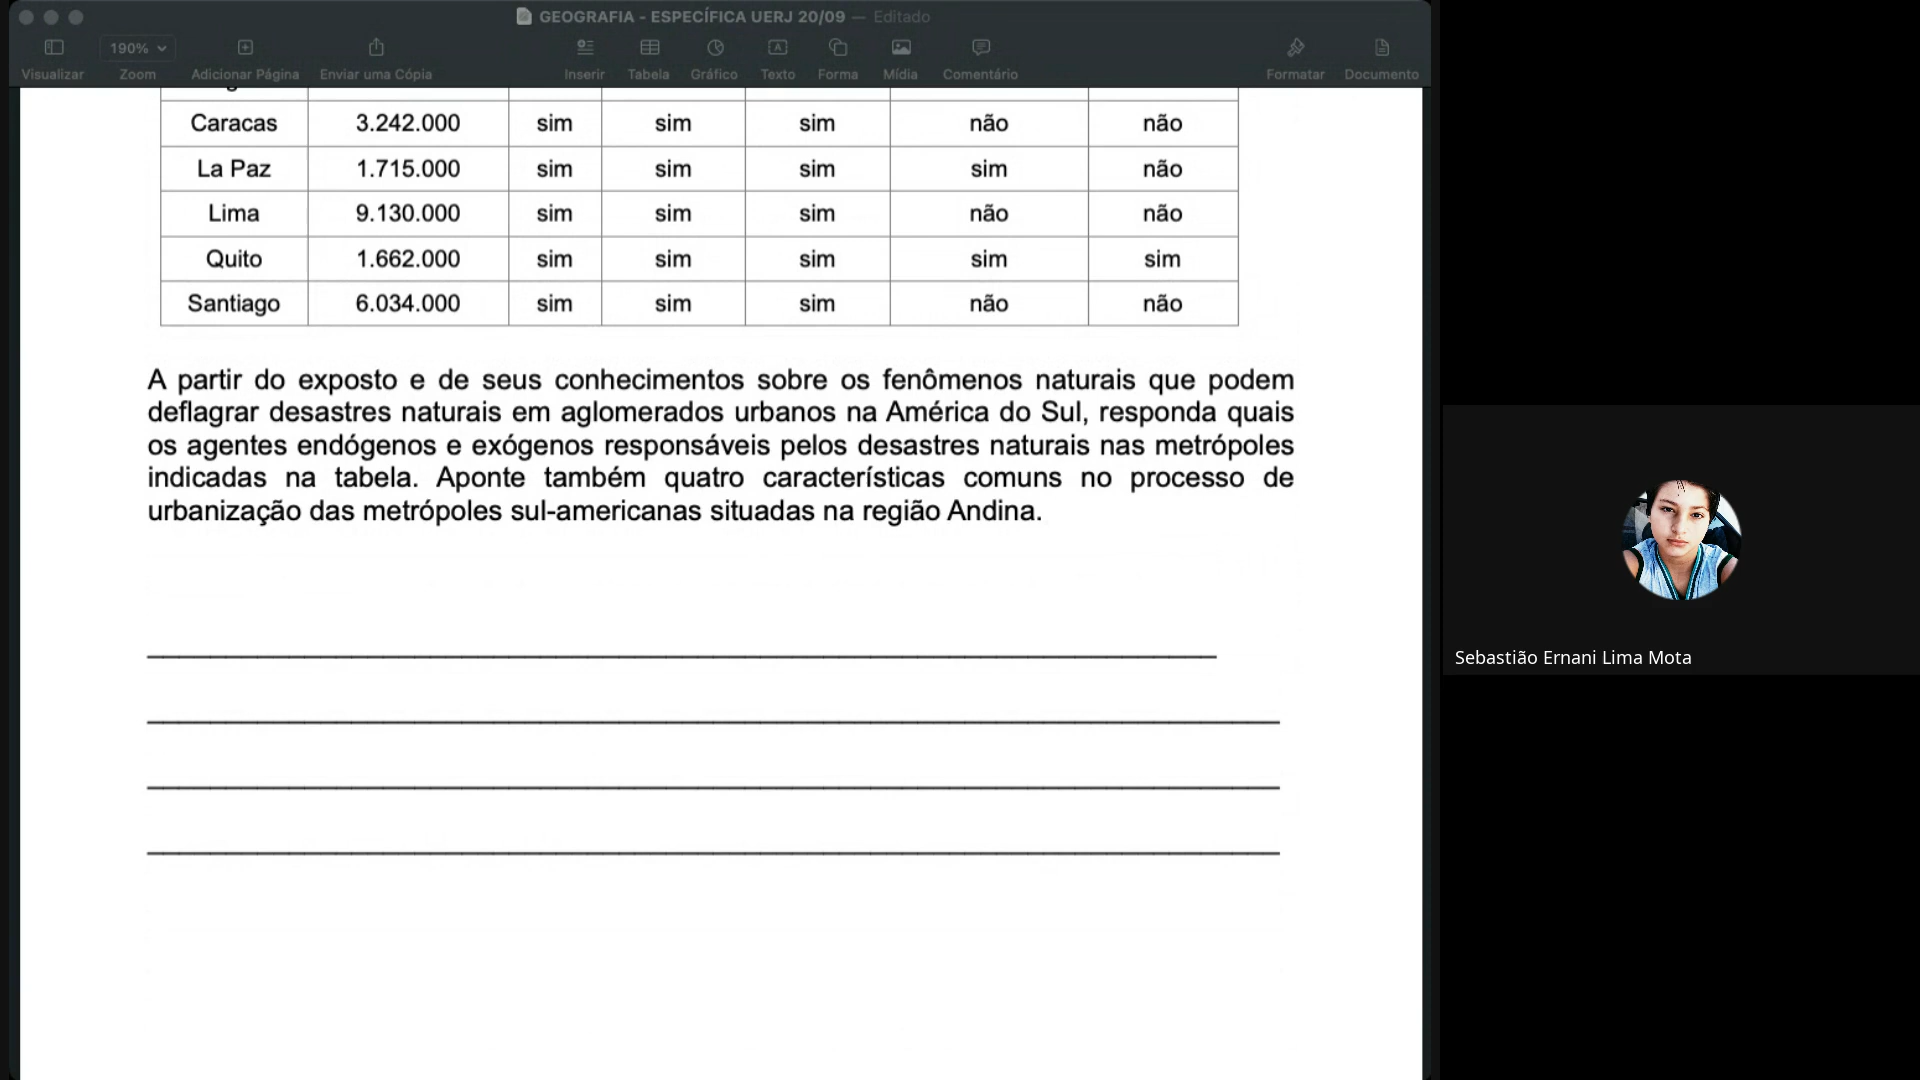 GEOGRAFIA - ESPECÍFICA UERJ 20/09 — Editado
190%
Visualizar Zoom Adicionar Página Enviar uma Cópia Inserir Tabela Gráfico Texto Forma Mídia Comentário Formatar Documento
Caracas 3.242.000 sim sim sim não não
La Paz 1.715.000 sim sim sim sim não
Lima 9.130.000 sim sim sim não não
Quito 1.662.000 sim sim sim sim sim
Santiago 6.034.000 sim sim sim não não
A partir do exposto e de seus conhecimentos sobre os fenômenos naturais que podem
deflagrar desastres naturais em aglomerados urbanos na América do Sul, responda quais
os agentes endógenos e exógenos responsáveis pelos desastres naturais nas metrópoles
indicadas na tabela. Aponte também quatro características comuns no processo de
urbanização das metrópoles sul-americanas situadas na região Andina.
Sebastião Ernani Lima Mota